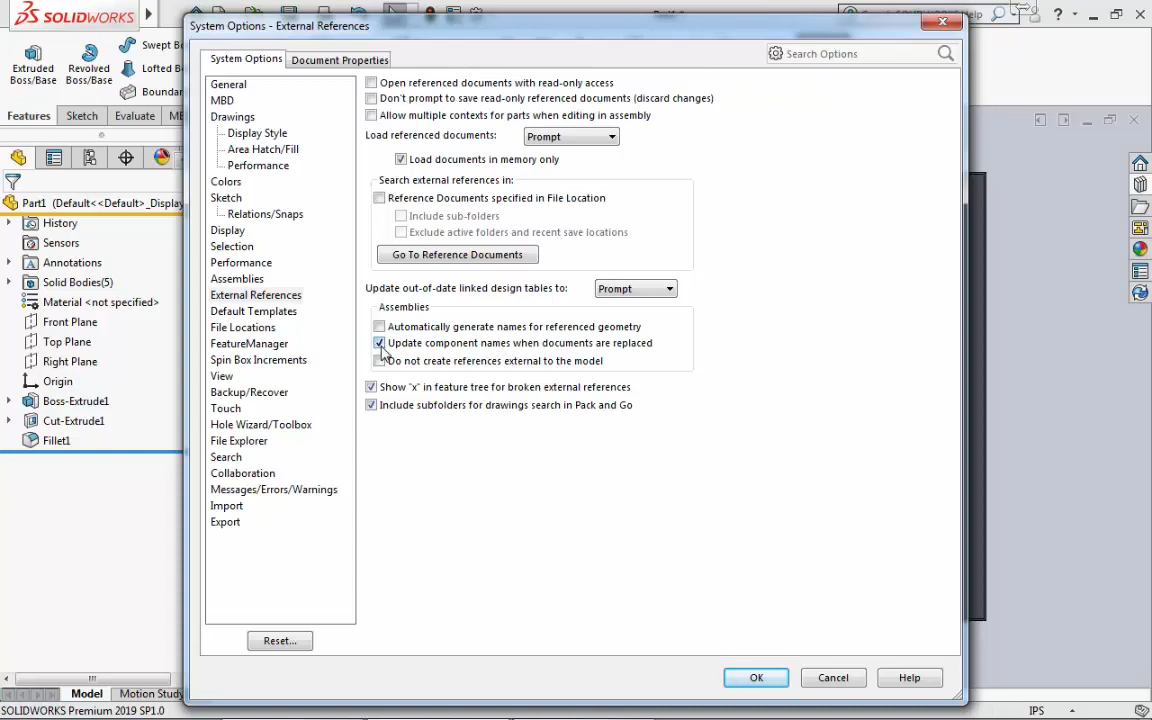 SOLIDWORKS
System Options - External References
Extruded Boss/Base
Revolved Boss/Base
Swept
Lofted
Boundar
Features
Sketch
Evaluate
System Options
Document Properties
Search Options
Part1 (Default<<Default>_Display
History
Sensors
Annotations
Solid Bodies(5)
Material <not specified>
Front Plane
Top Plane
Right Plane
Origin
Boss-Extrude1
Cut-Extrude1
Fillet1
General
MBD
Drawings
Display Style
Area Hatch/Fill
Performance
Colors
Sketch
Relations/Snaps
Display
Selection
Performance
Assemblies
External References
Default Templates
File Locations
FeatureManager
Spin Box Increments
View
Backup/Recover
Touch
Hole Wizard/Toolbox
File Explorer
Search
Collaboration
Messages/Errors/Warnings
Import
Export
Reset...
Open referenced documents with read-only access
Don't prompt to save read-only referenced documents (discard changes)
Allow multiple contexts for parts when editing in assembly
Load referenced documents: Prompt
Load documents in memory only
Search external references in:
Reference Documents specified in File Location
Include sub-folders
Exclude active folders and recent save locations
Go To Reference Documents
Update out-of-date linked design tables to: Prompt
Assemblies
Automatically generate names for referenced geometry
Update component names when documents are replaced
Do not create references external to the model
Show "x" in feature tree for broken external references
Include subfolders for drawings search in Pack and Go
OK
Cancel
Help
Model
Motion Study
SOLIDWORKS Premium 2019 SP1.0
IPS